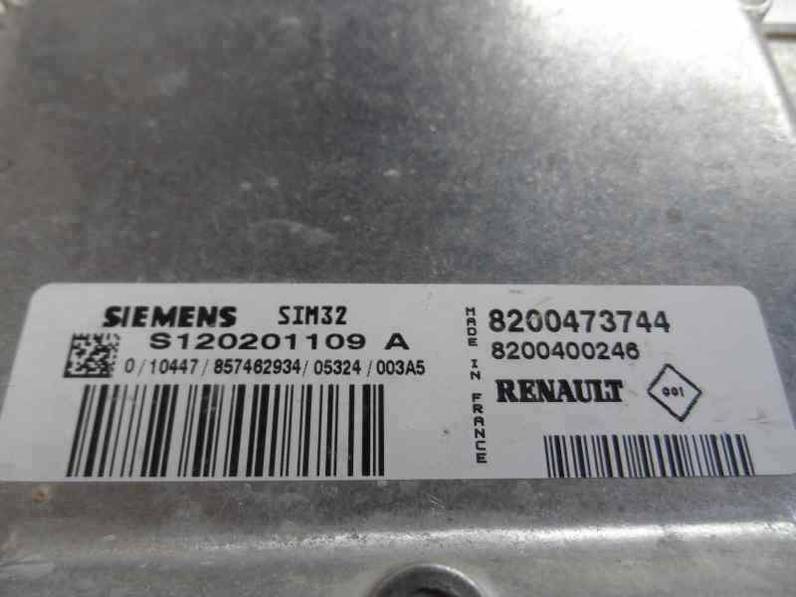 SIEMENS SIM32
S120201109 A
0/10447/857462934/05324/003A5
MADE IN FRANCE
8200473744
8200400246
RENAULT 001